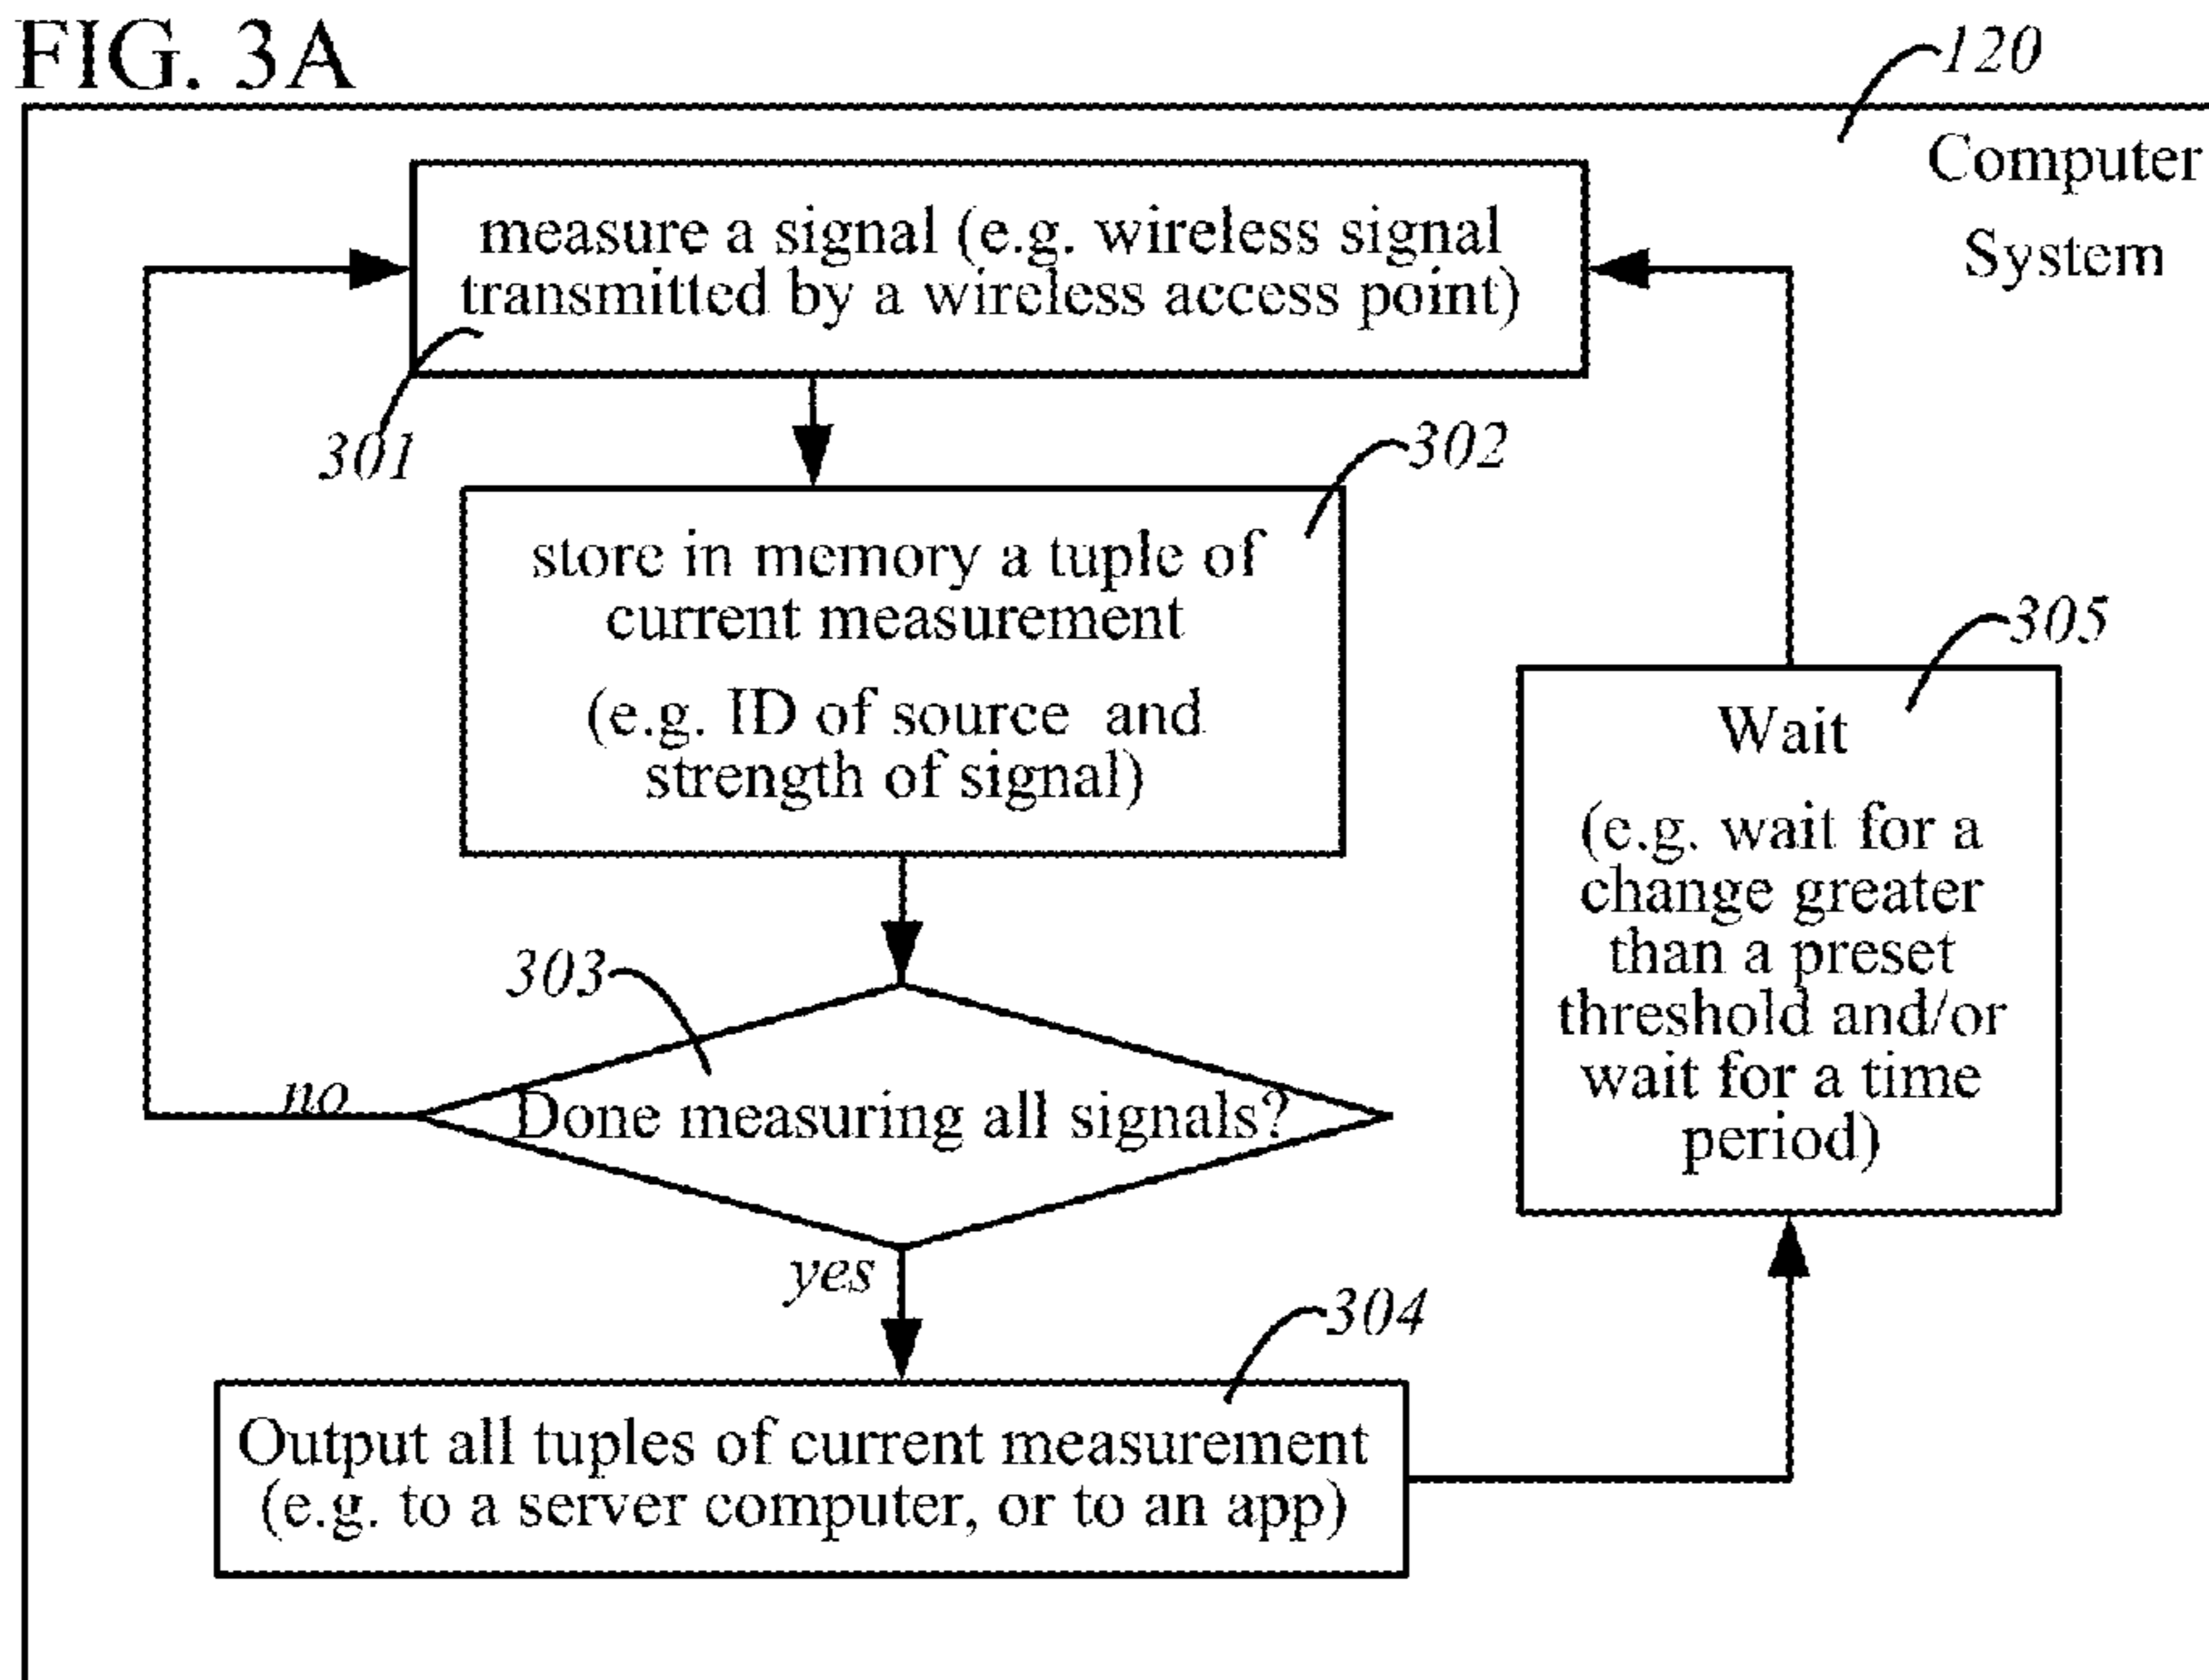 FIG. 3A
120
Computer
System
measure a signal (e.g. wireless signal
transmitted by a wireless access point)
301
302
store in memory a tuple of
current measurement
(e.g. ID of source and
strength of signal)
305
Wait
(e.g. wait for a
change greater
than a preset
threshold and/or
wait for a time
period)
303
no
Done measuring all signals?
yes
304
Output all tuples of current measurement
(e.g. to a server computer, or to an app)